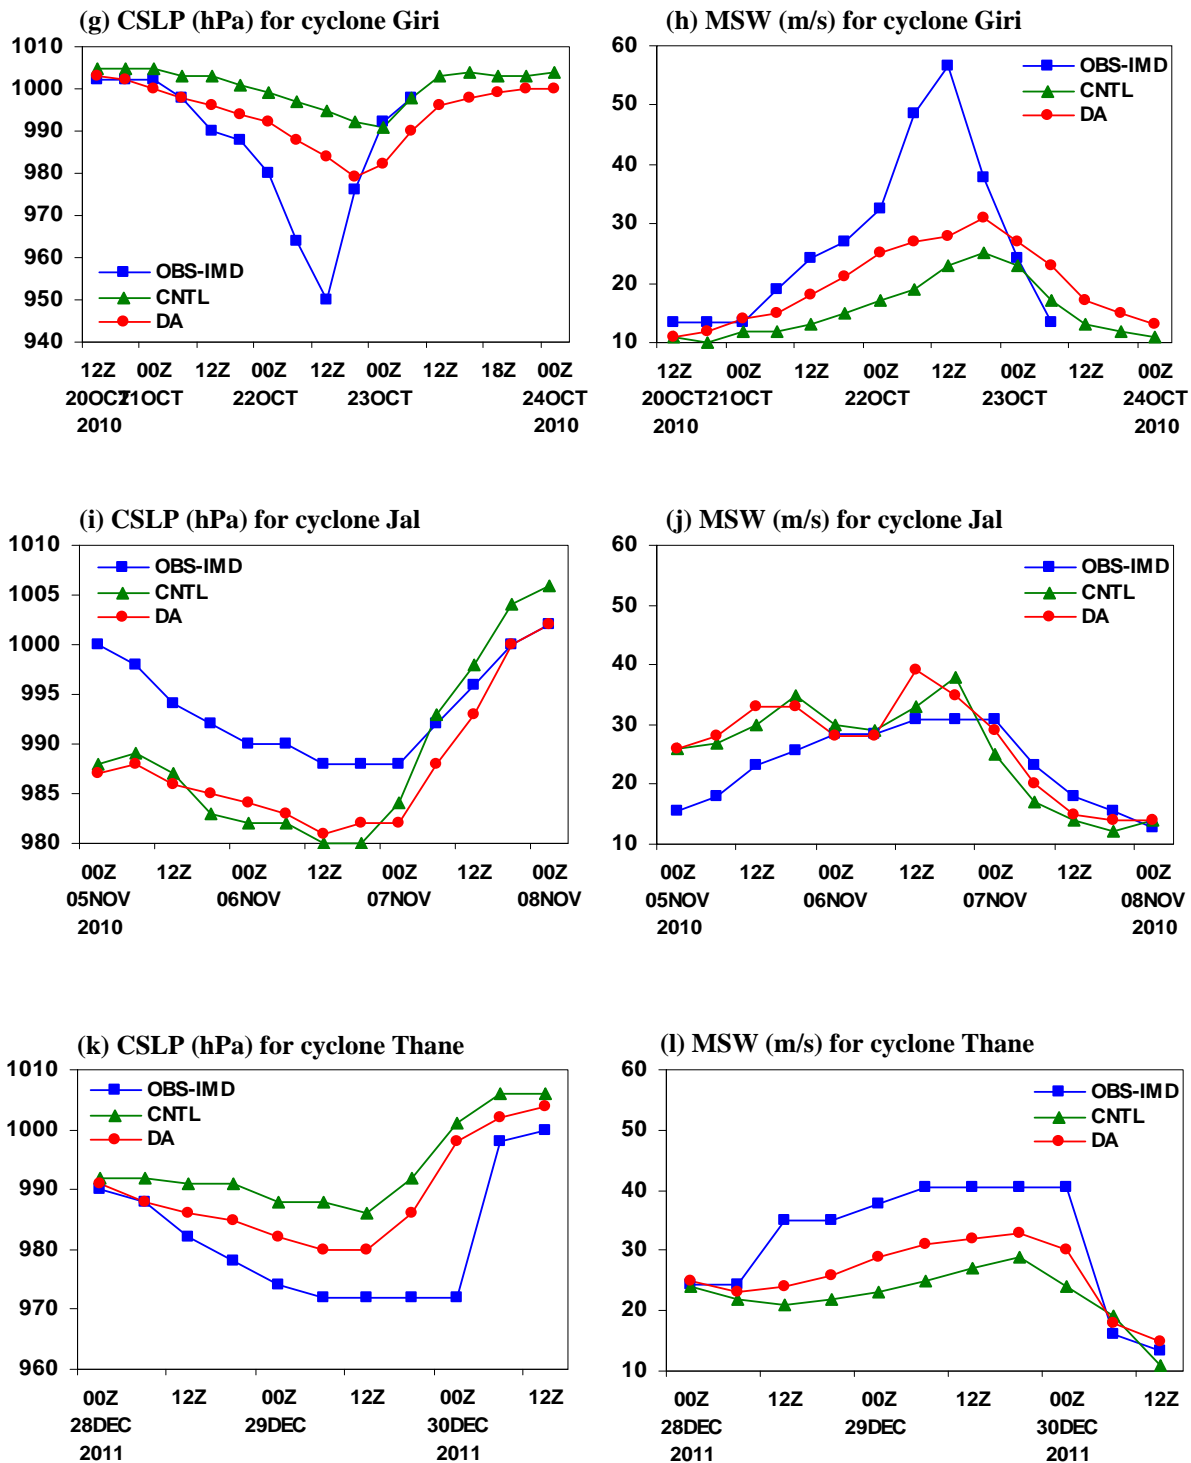 (g) CSLP (hPa) for cyclone Giri
1010
1000
990
980
970
960
950
940
OBS-IMD
CNTL
DA
12Z 00Z 12Z 00Z 12Z 00Z 12Z 18Z 00Z
20OCT 21OCT 22OCT 23OCT 24OCT
2010 2010
(h) MSW (m/s) for cyclone Giri
60
50
40
30
20
10
OBS-IMD
CNTL
DA
12Z 00Z 12Z 00Z 12Z 00Z 12Z 00Z
20OCT 21OCT 22OCT 23OCT 24OCT
2010 2010
(i) CSLP (hPa) for cyclone Jal
1010
1005
1000
995
990
985
980
OBS-IMD
CNTL
DA
00Z 12Z 00Z 12Z 00Z 12Z 00Z
05NOV 06NOV 07NOV 08NOV
2010
(j) MSW (m/s) for cyclone Jal
60
50
40
30
20
10
OBS-IMD
CNTL
DA
00Z 12Z 00Z 12Z 00Z 12Z 00Z
05NOV 06NOV 07NOV 08NOV
2010 2010
(k) CSLP (hPa) for cyclone Thane
1010
1000
990
980
970
960
OBS-IMD
CNTL
DA
00Z 12Z 00Z 12Z 00Z 12Z
28DEC 29DEC 30DEC
2011 2011
(l) MSW (m/s) for cyclone Thane
60
50
40
30
20
10
OBS-IMD
CNTL
DA
00Z 12Z 00Z 12Z 00Z 12Z
28DEC 29DEC 30DEC
2011 2011